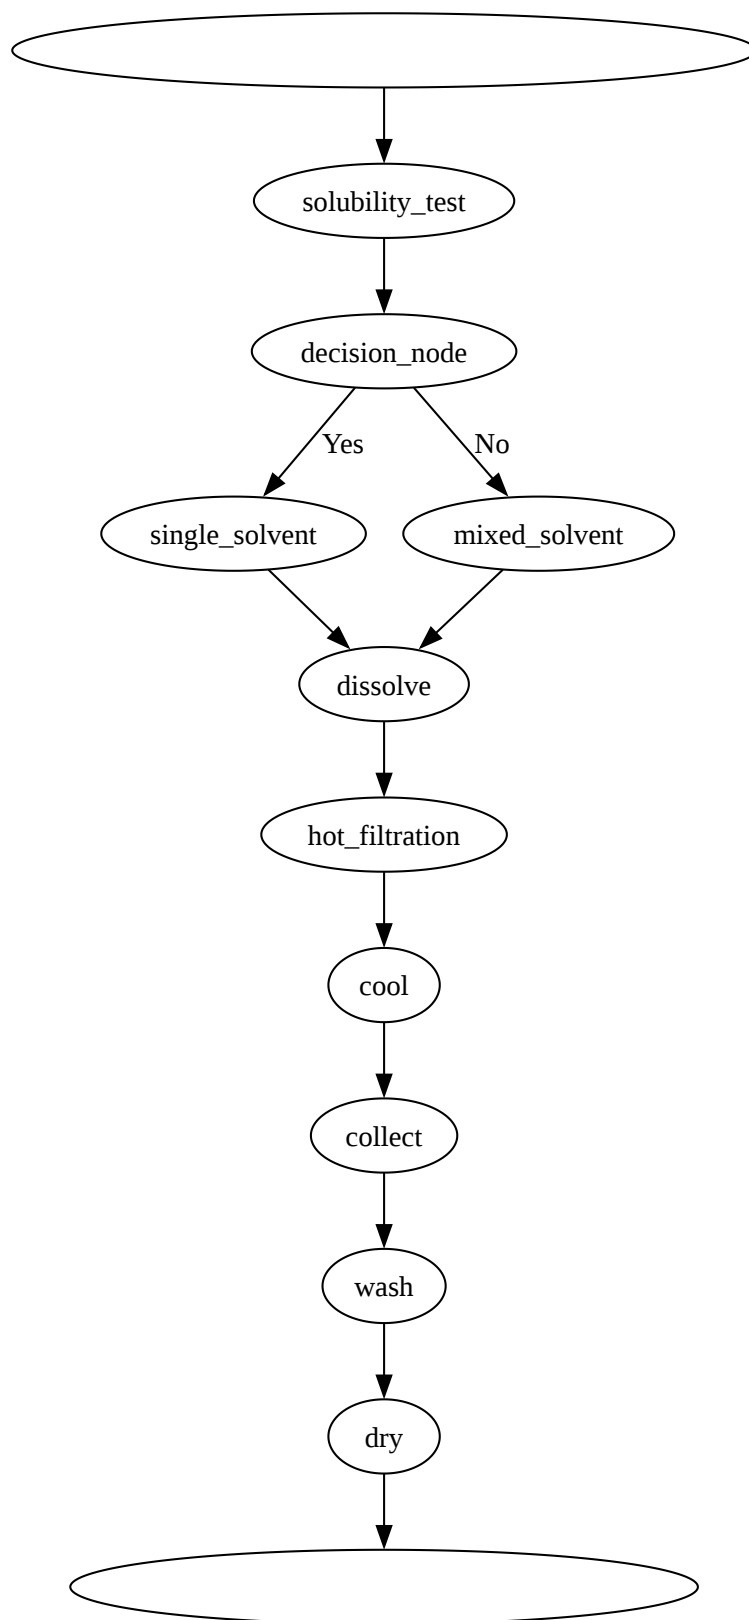 solubility_test
decision_node
Yes
No
single_solvent
mixed_solvent
dissolve
hot_filtration
cool
collect
wash
dry